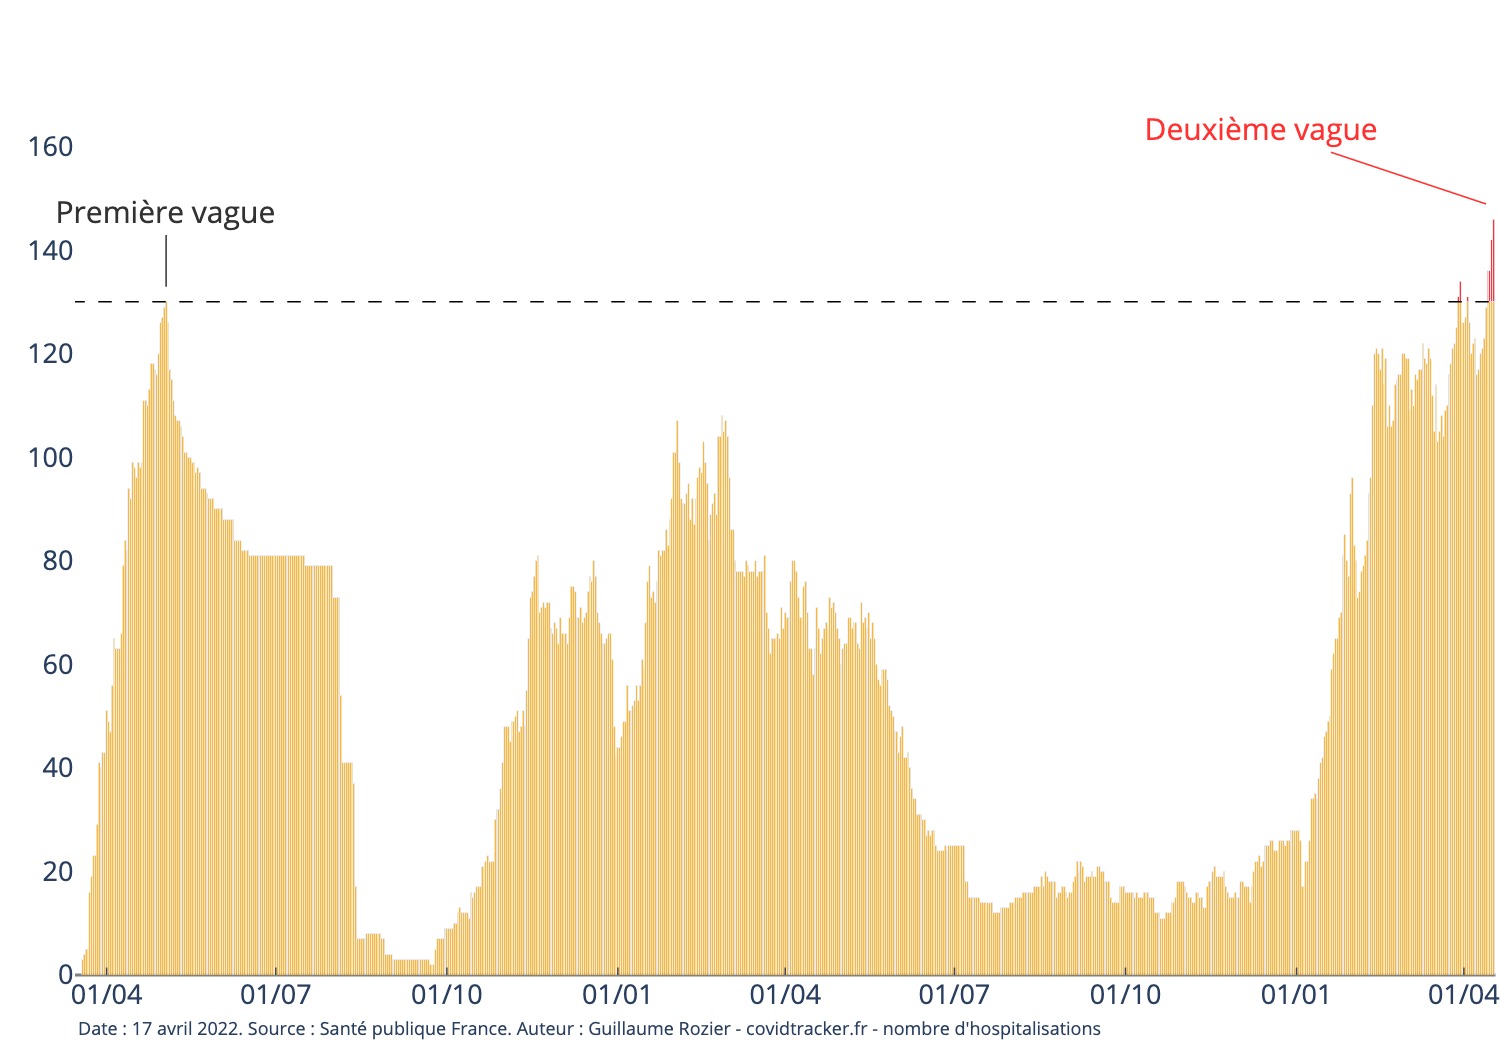 Deuxième vague
160
Première vague
140
120
100
80
60
40
20
0
01/04 01/07 01/10 01/01 01/04 01/07 01/10 01/01 01/04
Date : 17 avril 2022. Source : Santé publique France. Auteur : Guillaume Rozier - covidtracker.fr - nombre d'hospitalisations